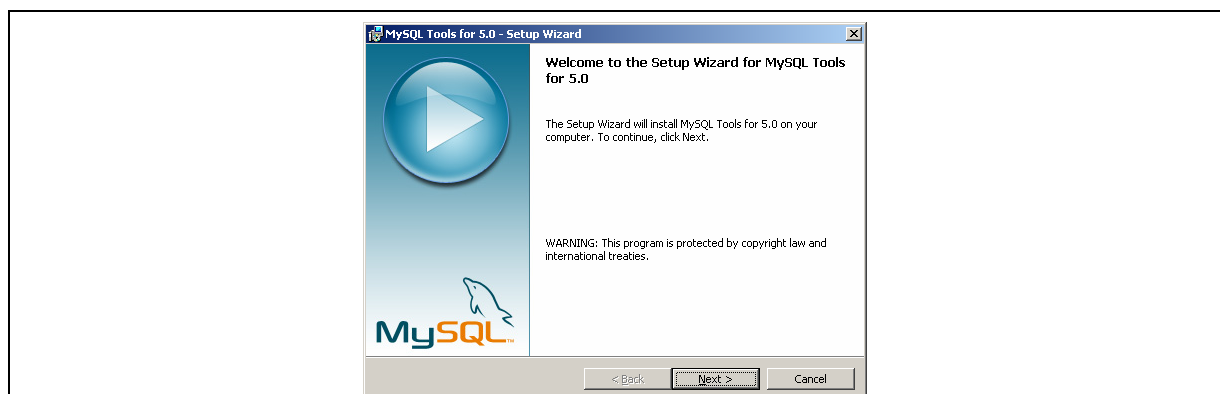 MySQL Tools for 5.0 - Setup Wizard
Welcome to the Setup Wizard for MySQL Tools
for 5.0
The Setup Wizard will install MySQL Tools for 5.0 on your
computer. To continue, click Next.
WARNING: This program is protected by copyright law and
international treaties.
MySQL
< Back
Next >
Cancel